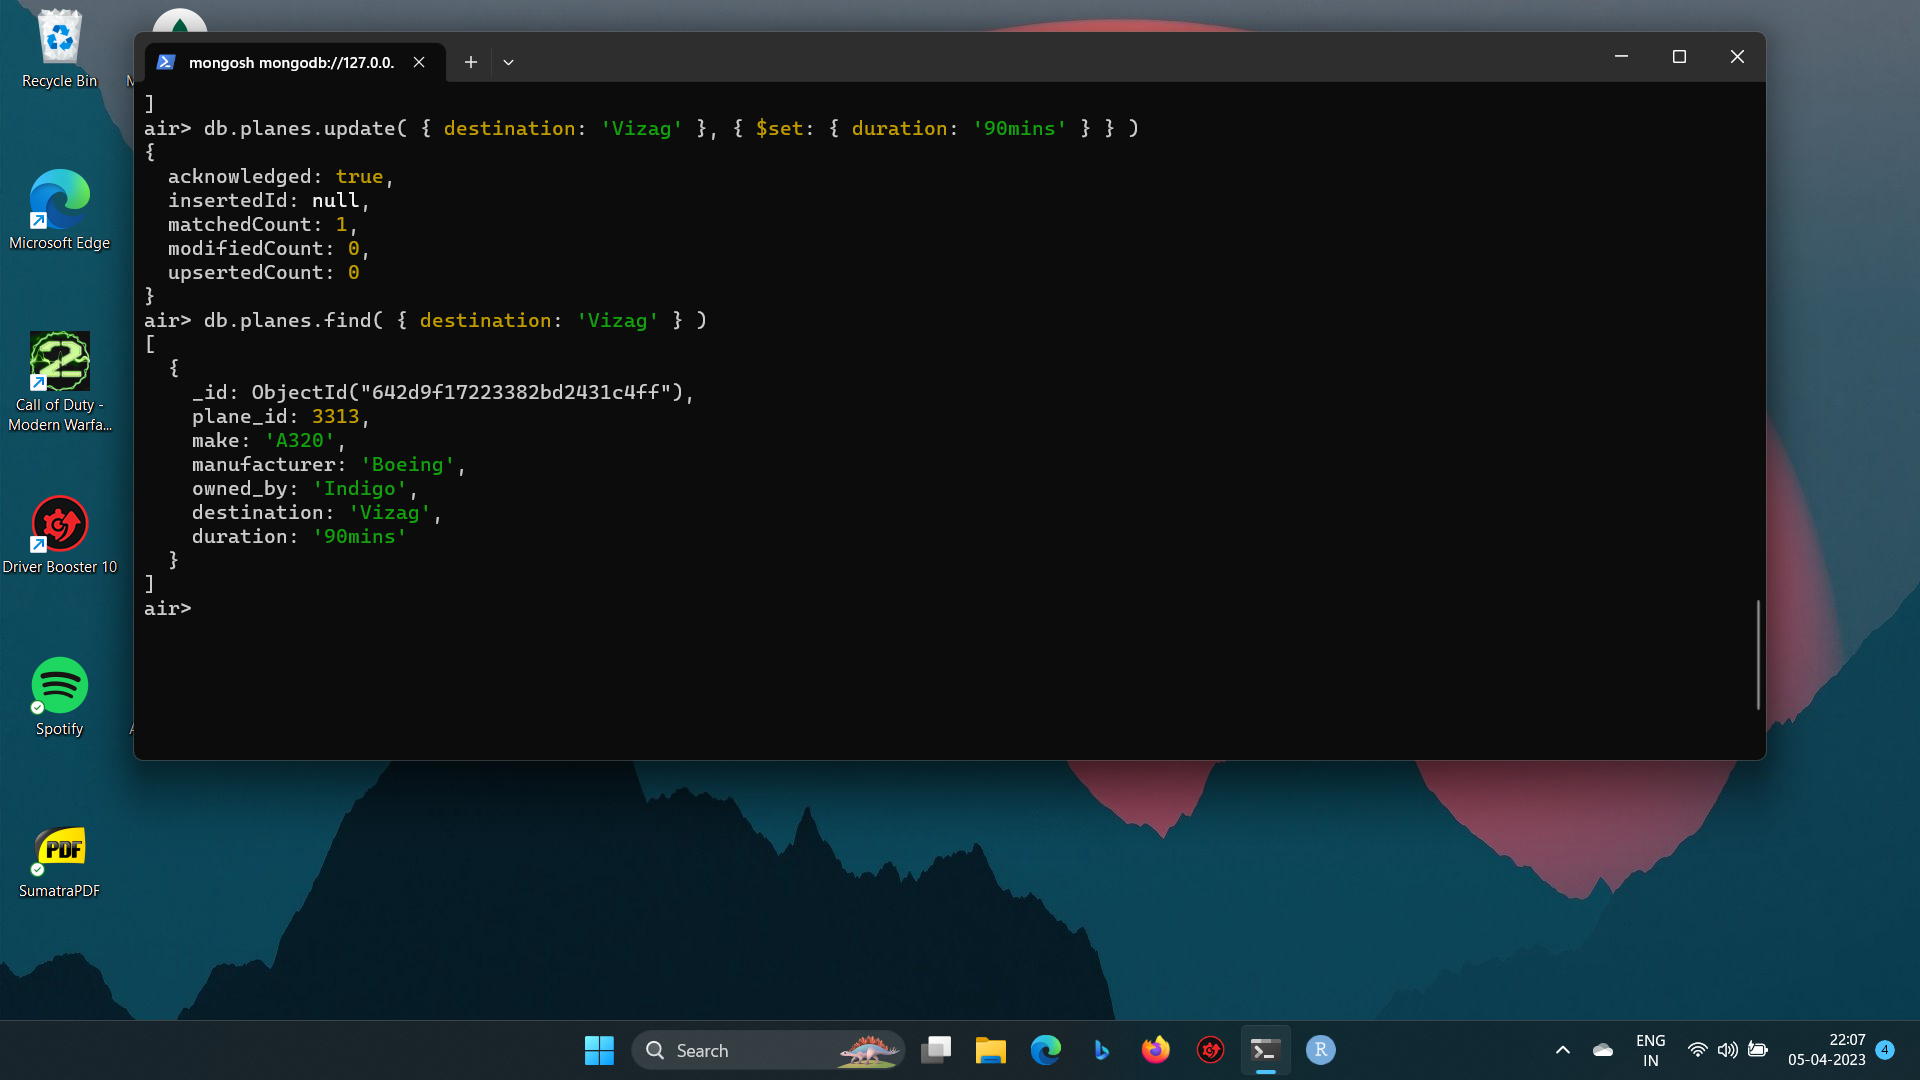 Recycle Bin
Microsoft Edge
Call of Duty -
Modern Warfa...
Driver Booster 10
Spotify
SumatraPDF
PDF
mongosh mongodb://127.0.0.
]
air> db.planes.update( { destination: 'Vizag' }, { $set: { duration: '90mins' } } )
{
  acknowledged: true,
  insertedId: null,
  matchedCount: 1,
  modifiedCount: 0,
  upsertedCount: 0
}
air> db.planes.find( { destination: 'Vizag' } )
[
  {
    _id: ObjectId("642d9f17223382bd2431c4ff"),
    plane_id: 3313,
    make: 'A320',
    manufacturer: 'Boeing',
    owned_by: 'Indigo',
    destination: 'Vizag',
    duration: '90mins'
  }
]
air>
Search
R
ENG
IN
22:07
05-04-2023
4